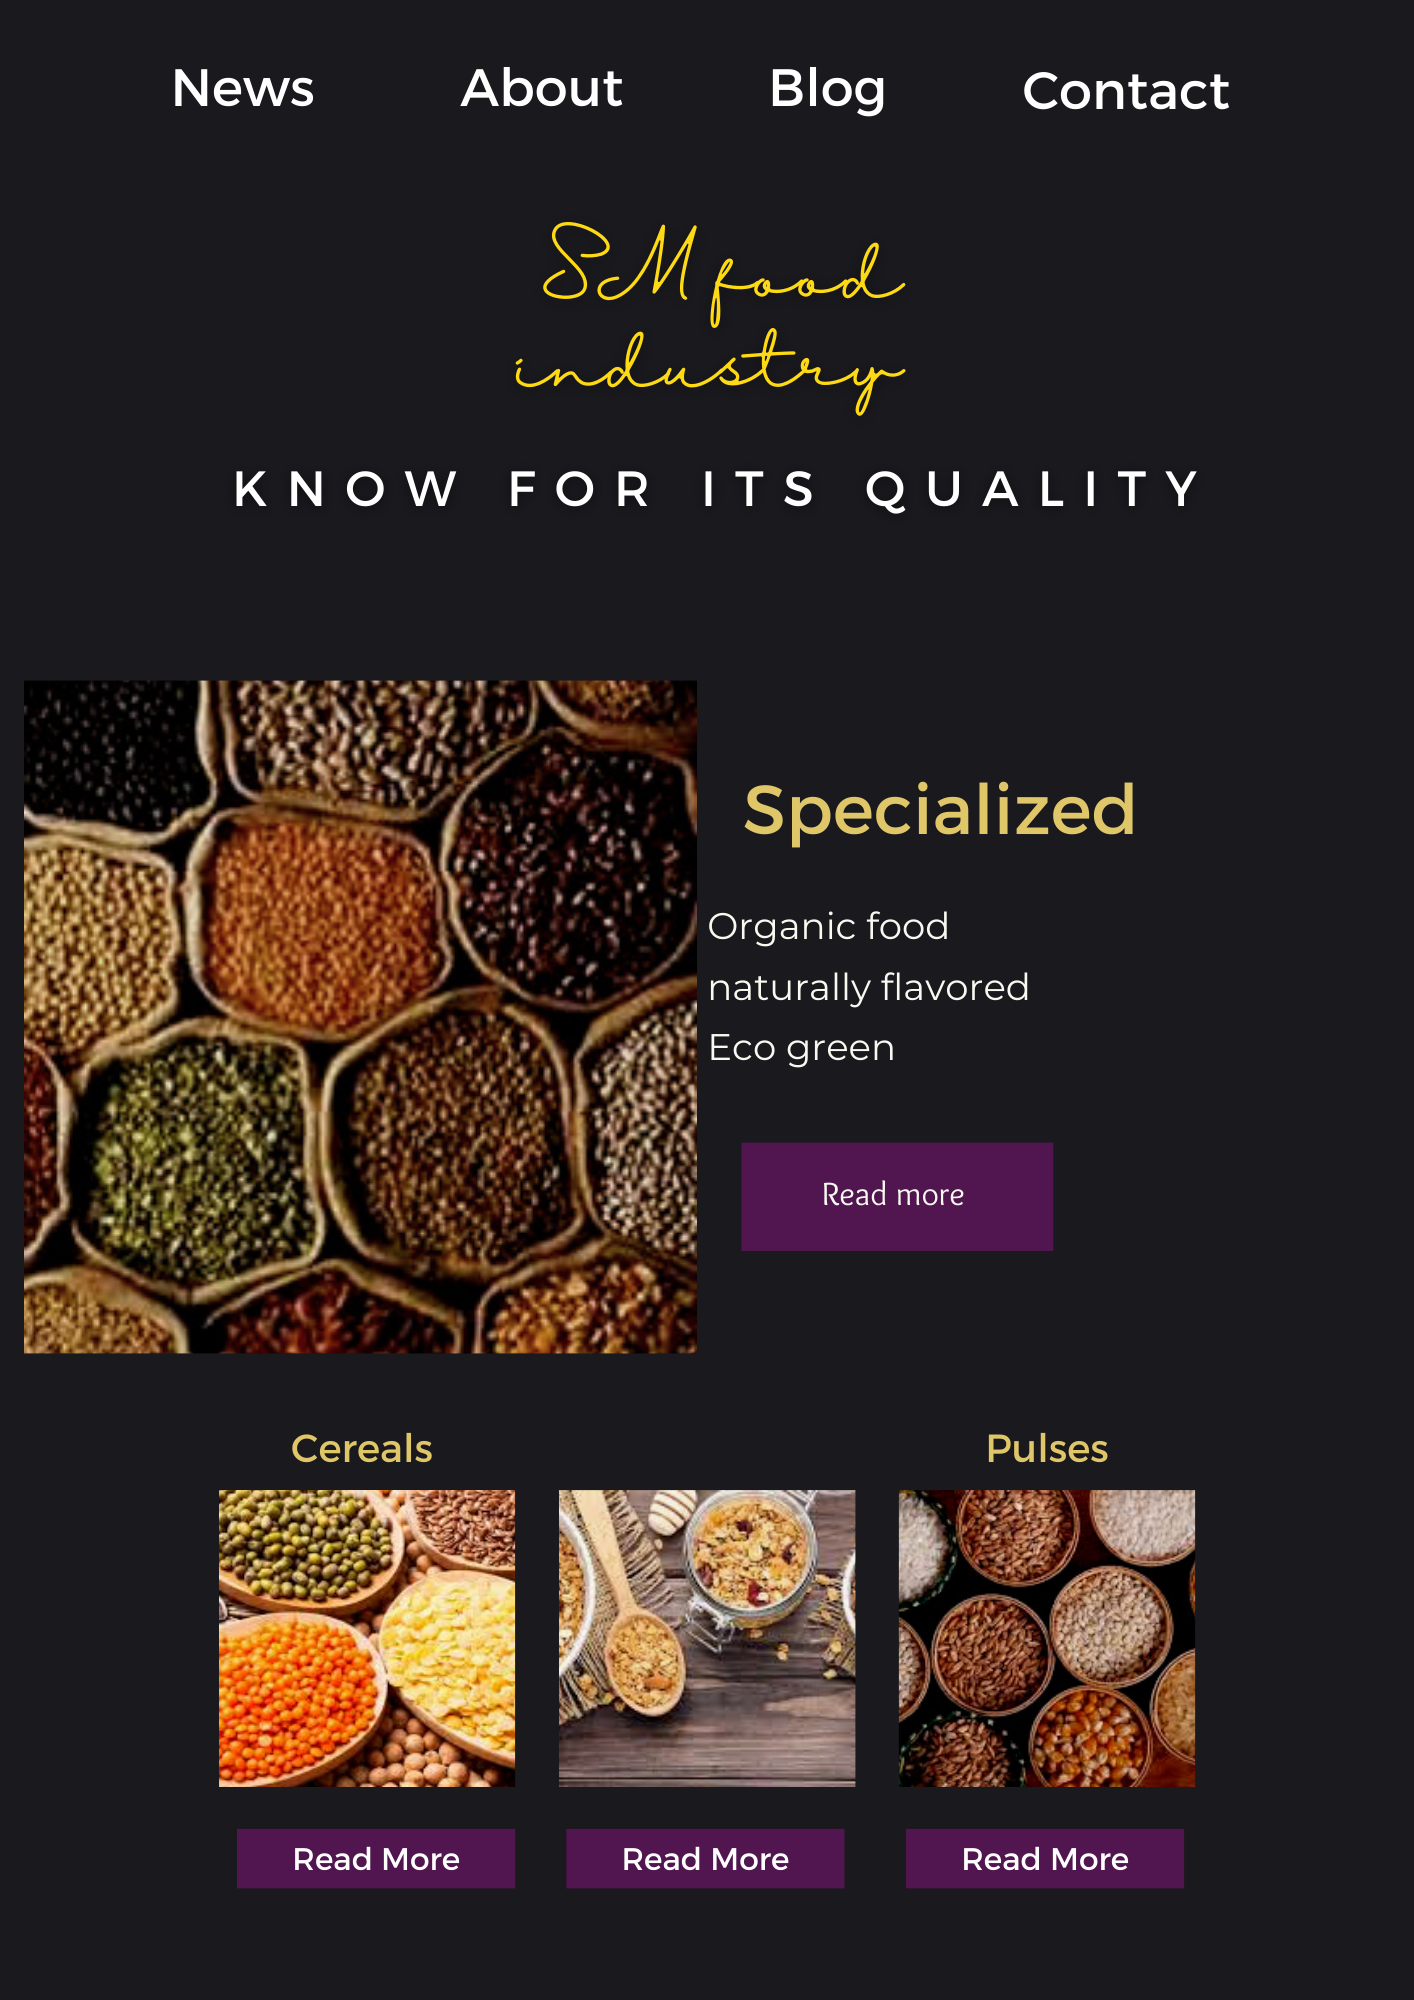 News About Blog Contact
SM food
industry
KNOW FOR ITS QUALITY
Specialized
Organic food
naturally flavored
Eco green
Read more
Cereals Pulses
Read More Read More Read More